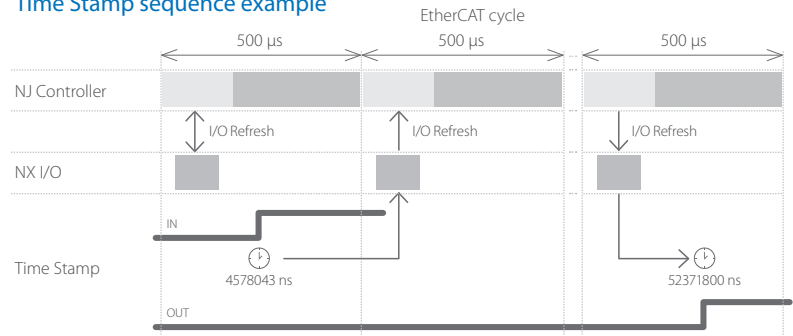 Time Stamp sequence example
EtherCAT cycle
500 µs
500 µs
500 µs
NJ Controller
I/O Refresh
I/O Refresh
I/O Refresh
NX I/O
IN
Time Stamp
4578043 ns
52371800 ns
OUT